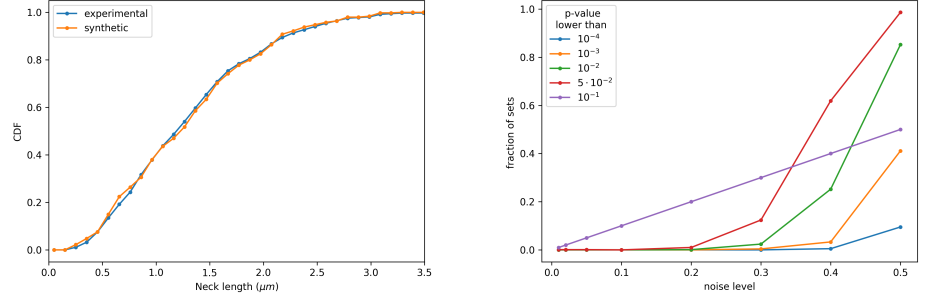 1.0
0.8
0.6
0.4
0.2
0.0
CDF
experimental
synthetic
0.0 0.5 1.0 1.5 2.0 2.5 3.0 3.5
Neck length (μm)
1.0
0.8
0.6
0.4
0.2
0.0
fraction of sets
p-value
lower than
10⁻⁴
10⁻³
10⁻²
5 · 10⁻²
10⁻¹
0.0 0.1 0.2 0.3 0.4 0.5
noise level